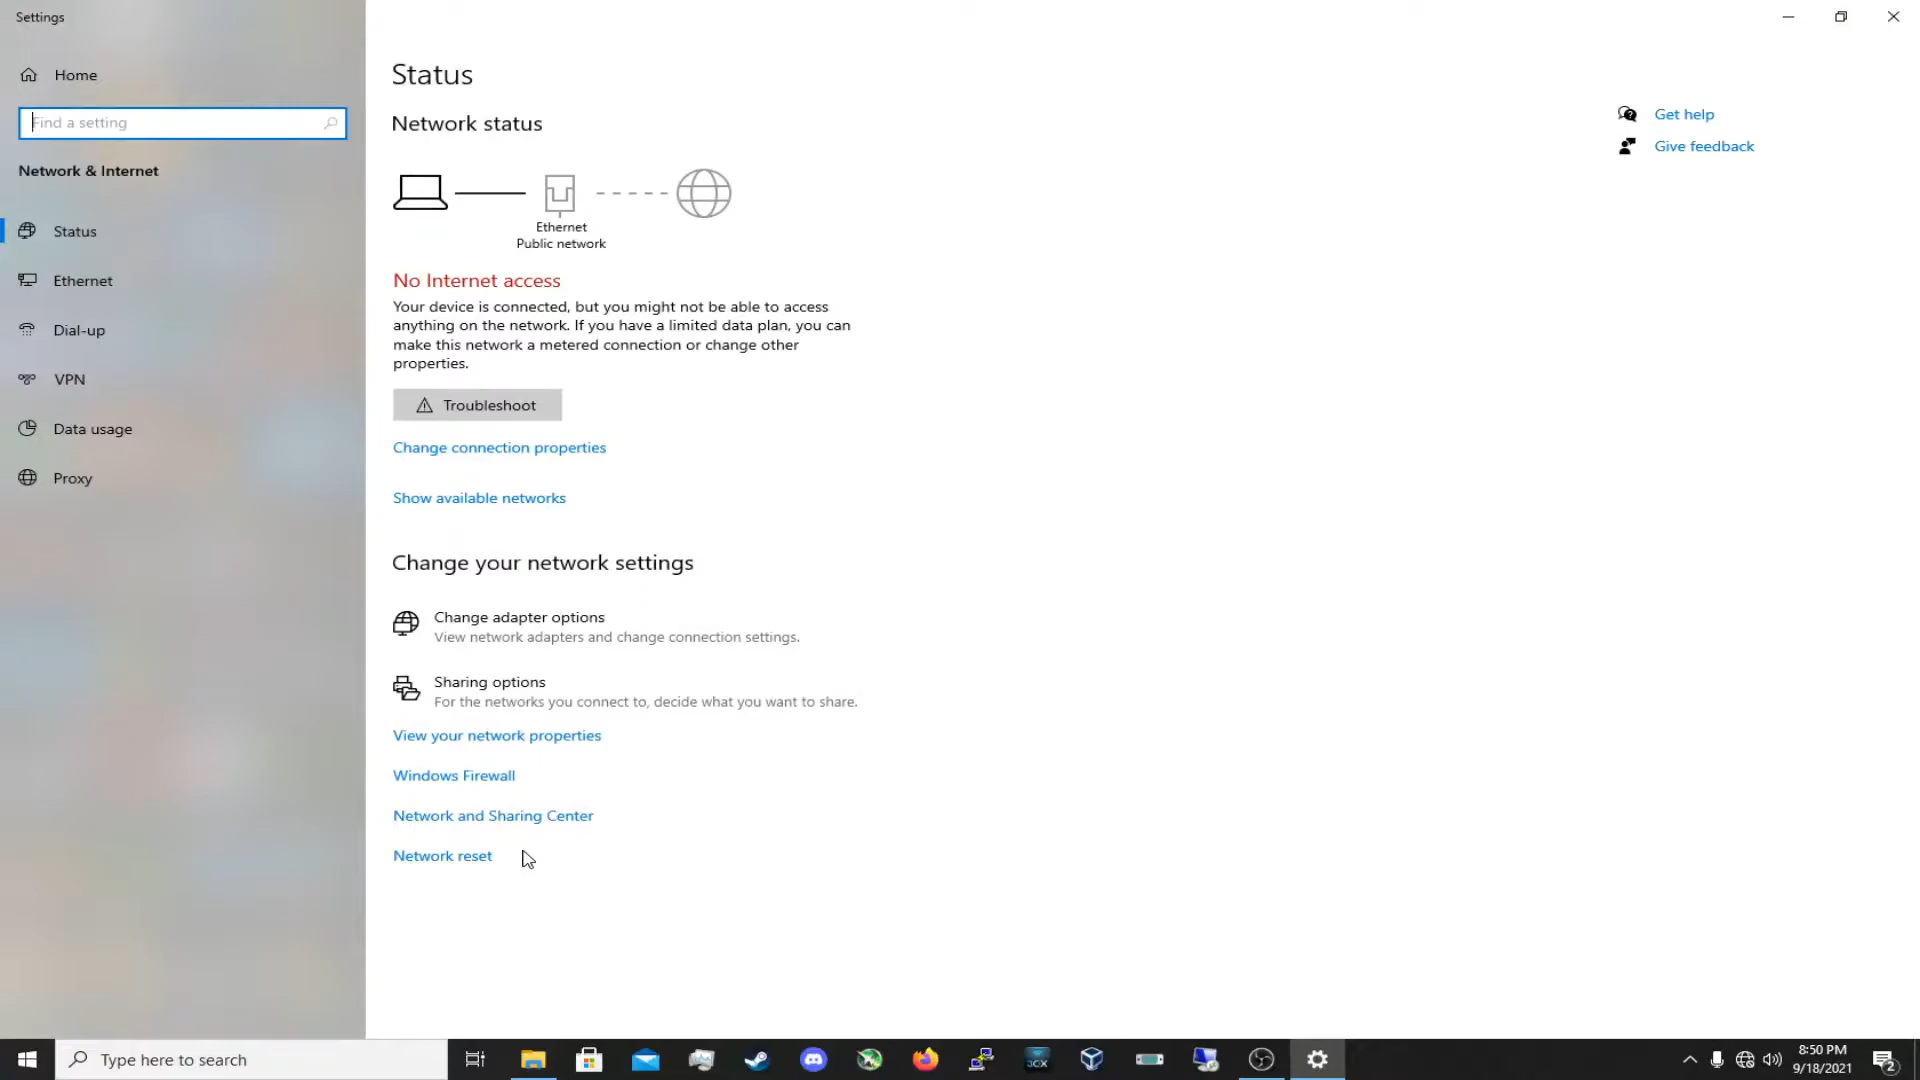 Settings
Home
Find a setting
Network & Internet
Status
Ethernet
Dial-up
VPN
Data usage
Proxy
Status
Network status
Ethernet
Public network
No Internet access
Your device is connected, but you might not be able to access
anything on the network. If you have a limited data plan, you can
make this network a metered connection or change other
properties.
Troubleshoot
Change connection properties
Show available networks
Change your network settings
Change adapter options
View network adapters and change connection settings.
Sharing options
For the networks you connect to, decide what you want to share.
View your network properties
Windows Firewall
Network and Sharing Center
Network reset
Get help
Give feedback
Type here to search
3CX
8:50 PM
9/18/2021
2